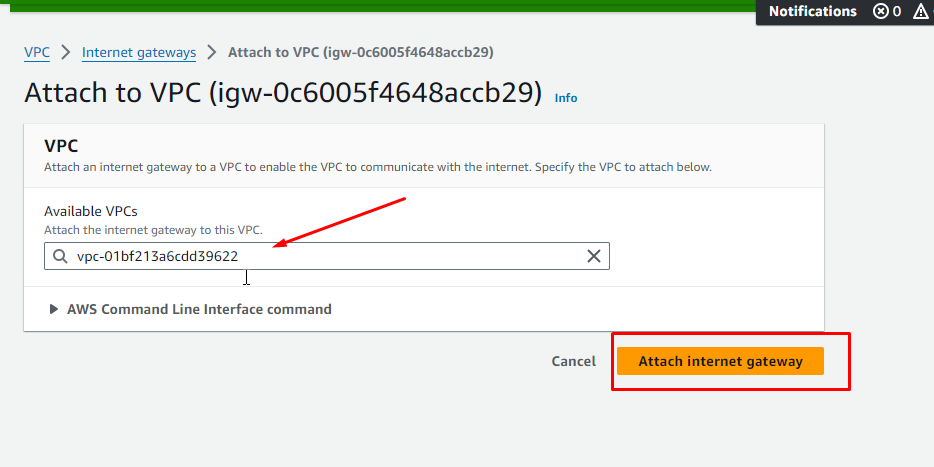 Notifications 0
VPC Internet gateways Attach to VPC (igw-0c6005f4648accb29)
Attach to VPC (igw-0c6005f4648accb29) Info
VPC
Attach an internet gateway to a VPC to enable the VPC to communicate with the internet. Specify the VPC to attach below.
Available VPCs
Attach the internet gateway to this VPC.
vpc-01bf213a6cdd39622
AWS Command Line Interface command
Cancel Attach internet gateway